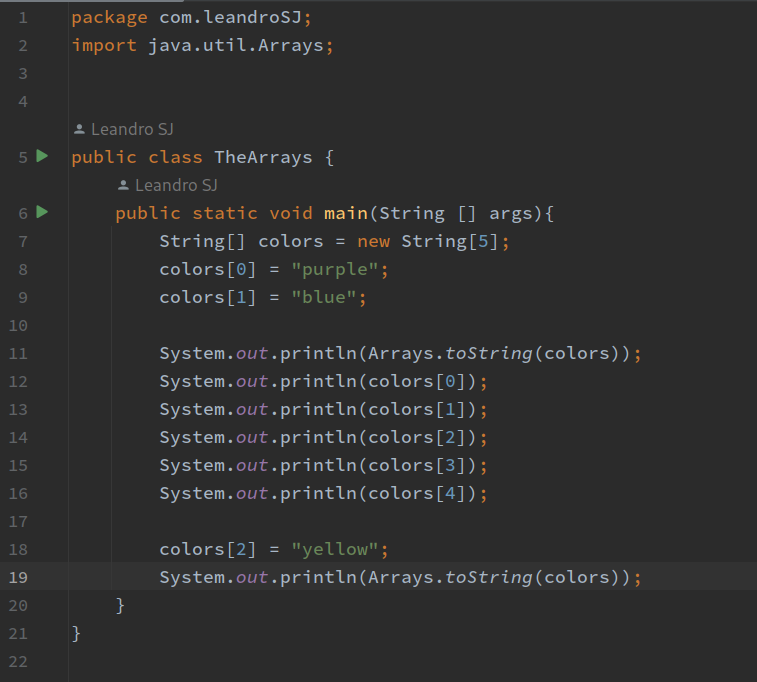 1 package com.leandroSJ;
2 import java.util.Arrays;
3
4
Leandro SJ
5 public class TheArrays {
Leandro SJ
6 public static void main(String [] args){
7 String[] colors = new String[5];
8 colors[0] = "purple";
9 colors[1] = "blue";
10
11 System.out.println(Arrays.toString(colors));
12 System.out.println(colors[0]);
13 System.out.println(colors[1]);
14 System.out.println(colors[2]);
15 System.out.println(colors[3]);
16 System.out.println(colors[4]);
17
18 colors[2] = "yellow";
19 System.out.println(Arrays.toString(colors));
20 }
21 }
22